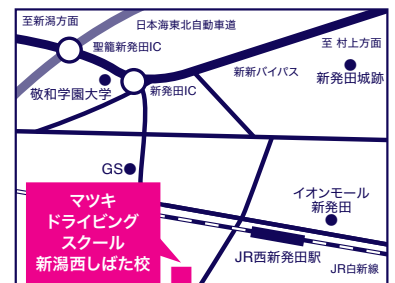 至新潟方面
日本海東北自動車道
聖籠新発田IC
至 村上方面
敬和学園大学
新発田IC
新新バイパス
新発田城跡
GS
マツキ
ドライビング
スクール
新潟西しばた校
イオンモール
新発田
JR西新発田駅
JR白新線